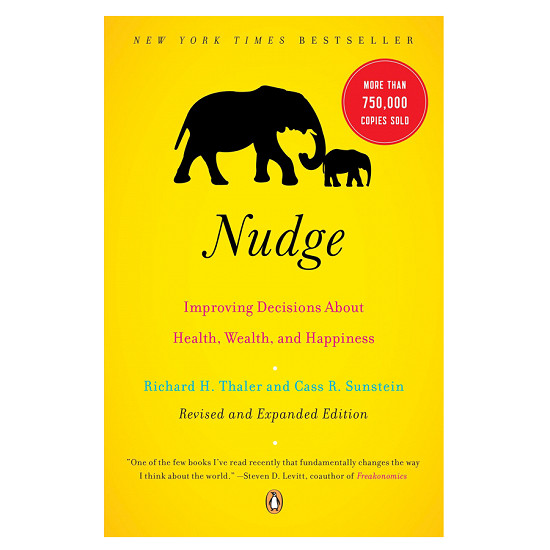 NEW YORK TIMES BESTSELLER
MORE THAN
750,000
COPIES SOLD
Nudge
Improving Decisions About
Health, Wealth, and Happiness
Richard H. Thaler and Cass R. Sunstein
Revised and Expanded Edition
"One of the few books I've read recently that fundamentally changes the way
I think about the world." —Steven D. Levitt, coauthor of Freakonomics